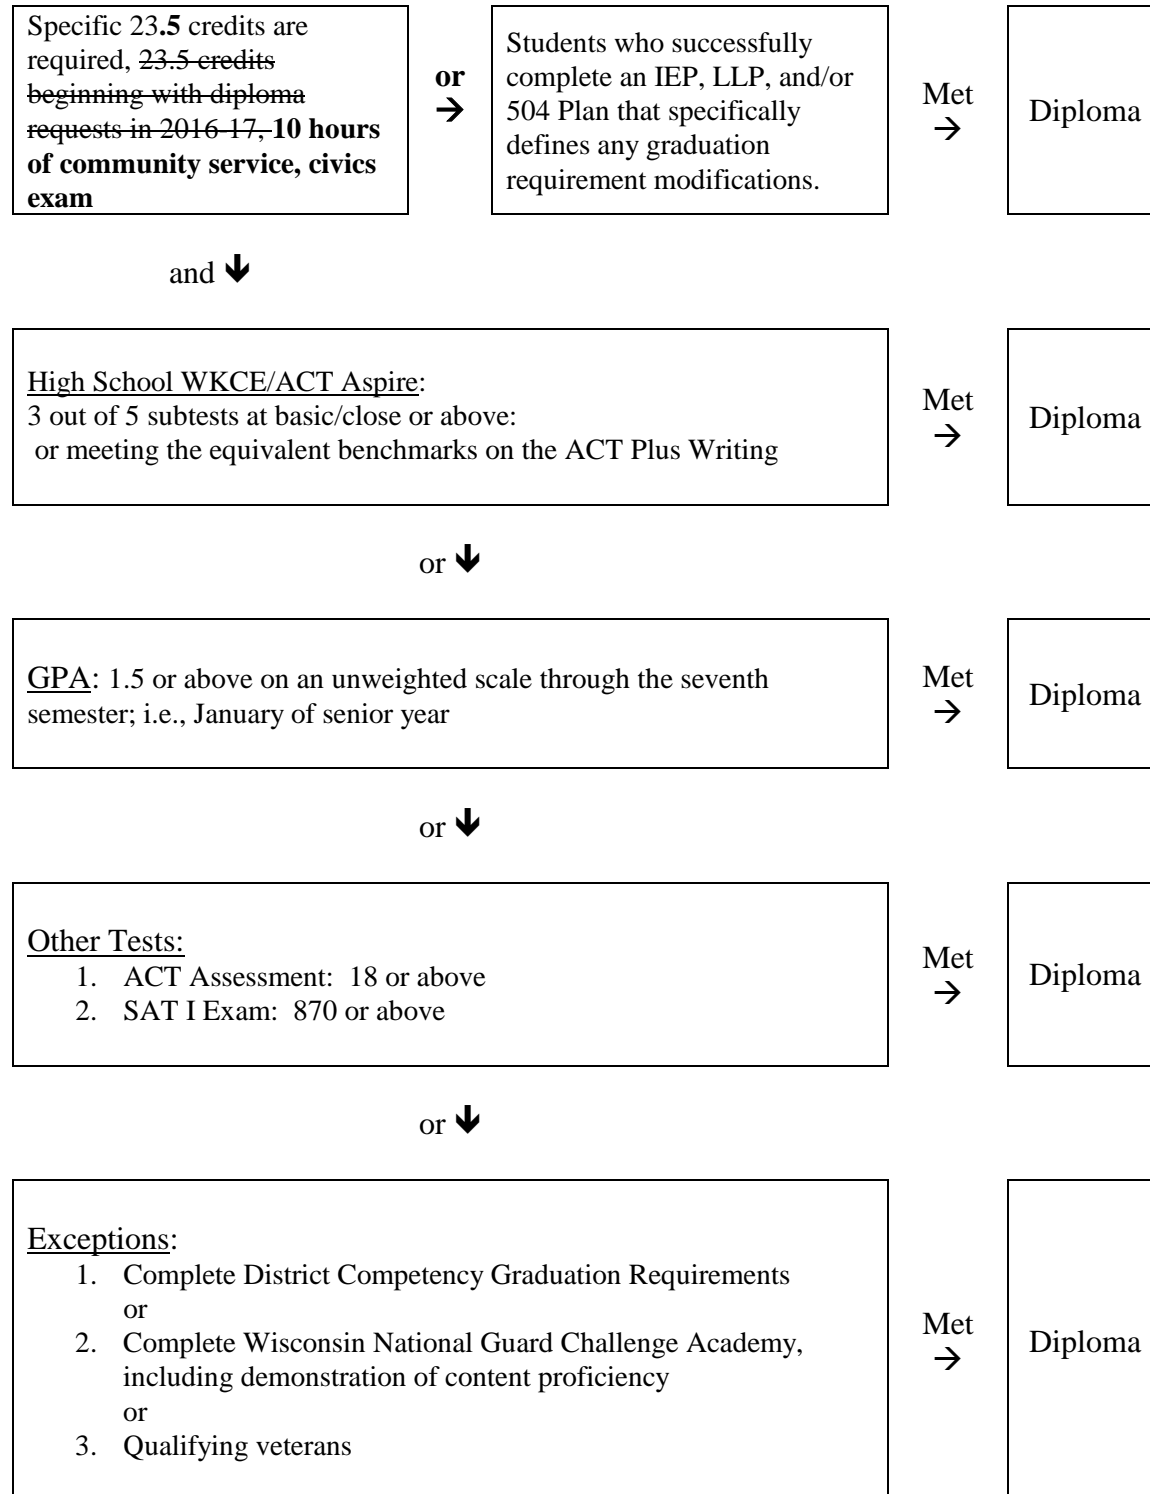 Specific 23.5 credits are
required, 23.5 credits
beginning with diploma
requests in 2016-17, 10 hours
of community service, civics
exam
or
→
Students who successfully
complete an IEP, LLP, and/or
504 Plan that specifically
defines any graduation
requirement modifications.
Met
→
Diploma
and ↓
High School WKCE/ACT Aspire:
3 out of 5 subtests at basic/close or above:
or meeting the equivalent benchmarks on the ACT Plus Writing
Met
→
Diploma
or ↓
GPA: 1.5 or above on an unweighted scale through the seventh
semester; i.e., January of senior year
Met
→
Diploma
or ↓
Other Tests:
1. ACT Assessment: 18 or above
2. SAT I Exam: 870 or above
Met
→
Diploma
or ↓
Exceptions:
1. Complete District Competency Graduation Requirements
or
2. Complete Wisconsin National Guard Challenge Academy,
including demonstration of content proficiency
or
3. Qualifying veterans
Met
→
Diploma